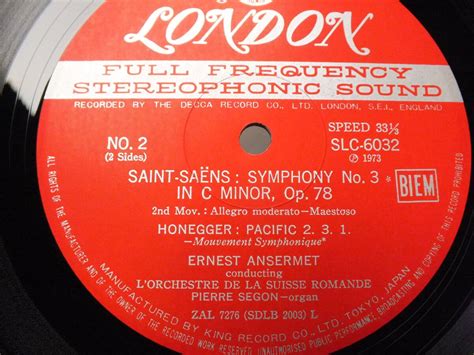 LONDON
FULL FREQUENCY
STEREOPHONIC SOUND
RECORDED BY THE DECCA RECORD CO., LTD. LONDON, S.E.I., ENGLAND
NO. 2
(2 Sides)
SPEED 33⅓
SLC-6032
Ⓟ 1973
SAINT-SAËNS : SYMPHONY No. 3 *
IN C MINOR, Op. 78
BIEM
2nd Mov. : Allegro moderato—Maestoso
HONEGGER : PACIFIC 2. 3. 1.
—Mouvement Symphonique—
ERNEST ANSERMET
conducting
L'ORCHESTRE DE LA SUISSE ROMANDE
PIERRE SEGON-organ
ZAL 7276 (SDLB 2003) L
MANUFACTURED BY KING RECORD CO., LTD. TOKYO, JAPAN
ALL RIGHTS OF THE MANUFACTURER AND OF THE OWNER OF THE RECORDED WORK RESERVED UNAUTHORISED PUBLIC PERFORMANCE, BROADCASTING AND COPYING OF THIS RECORD PROHIBITED